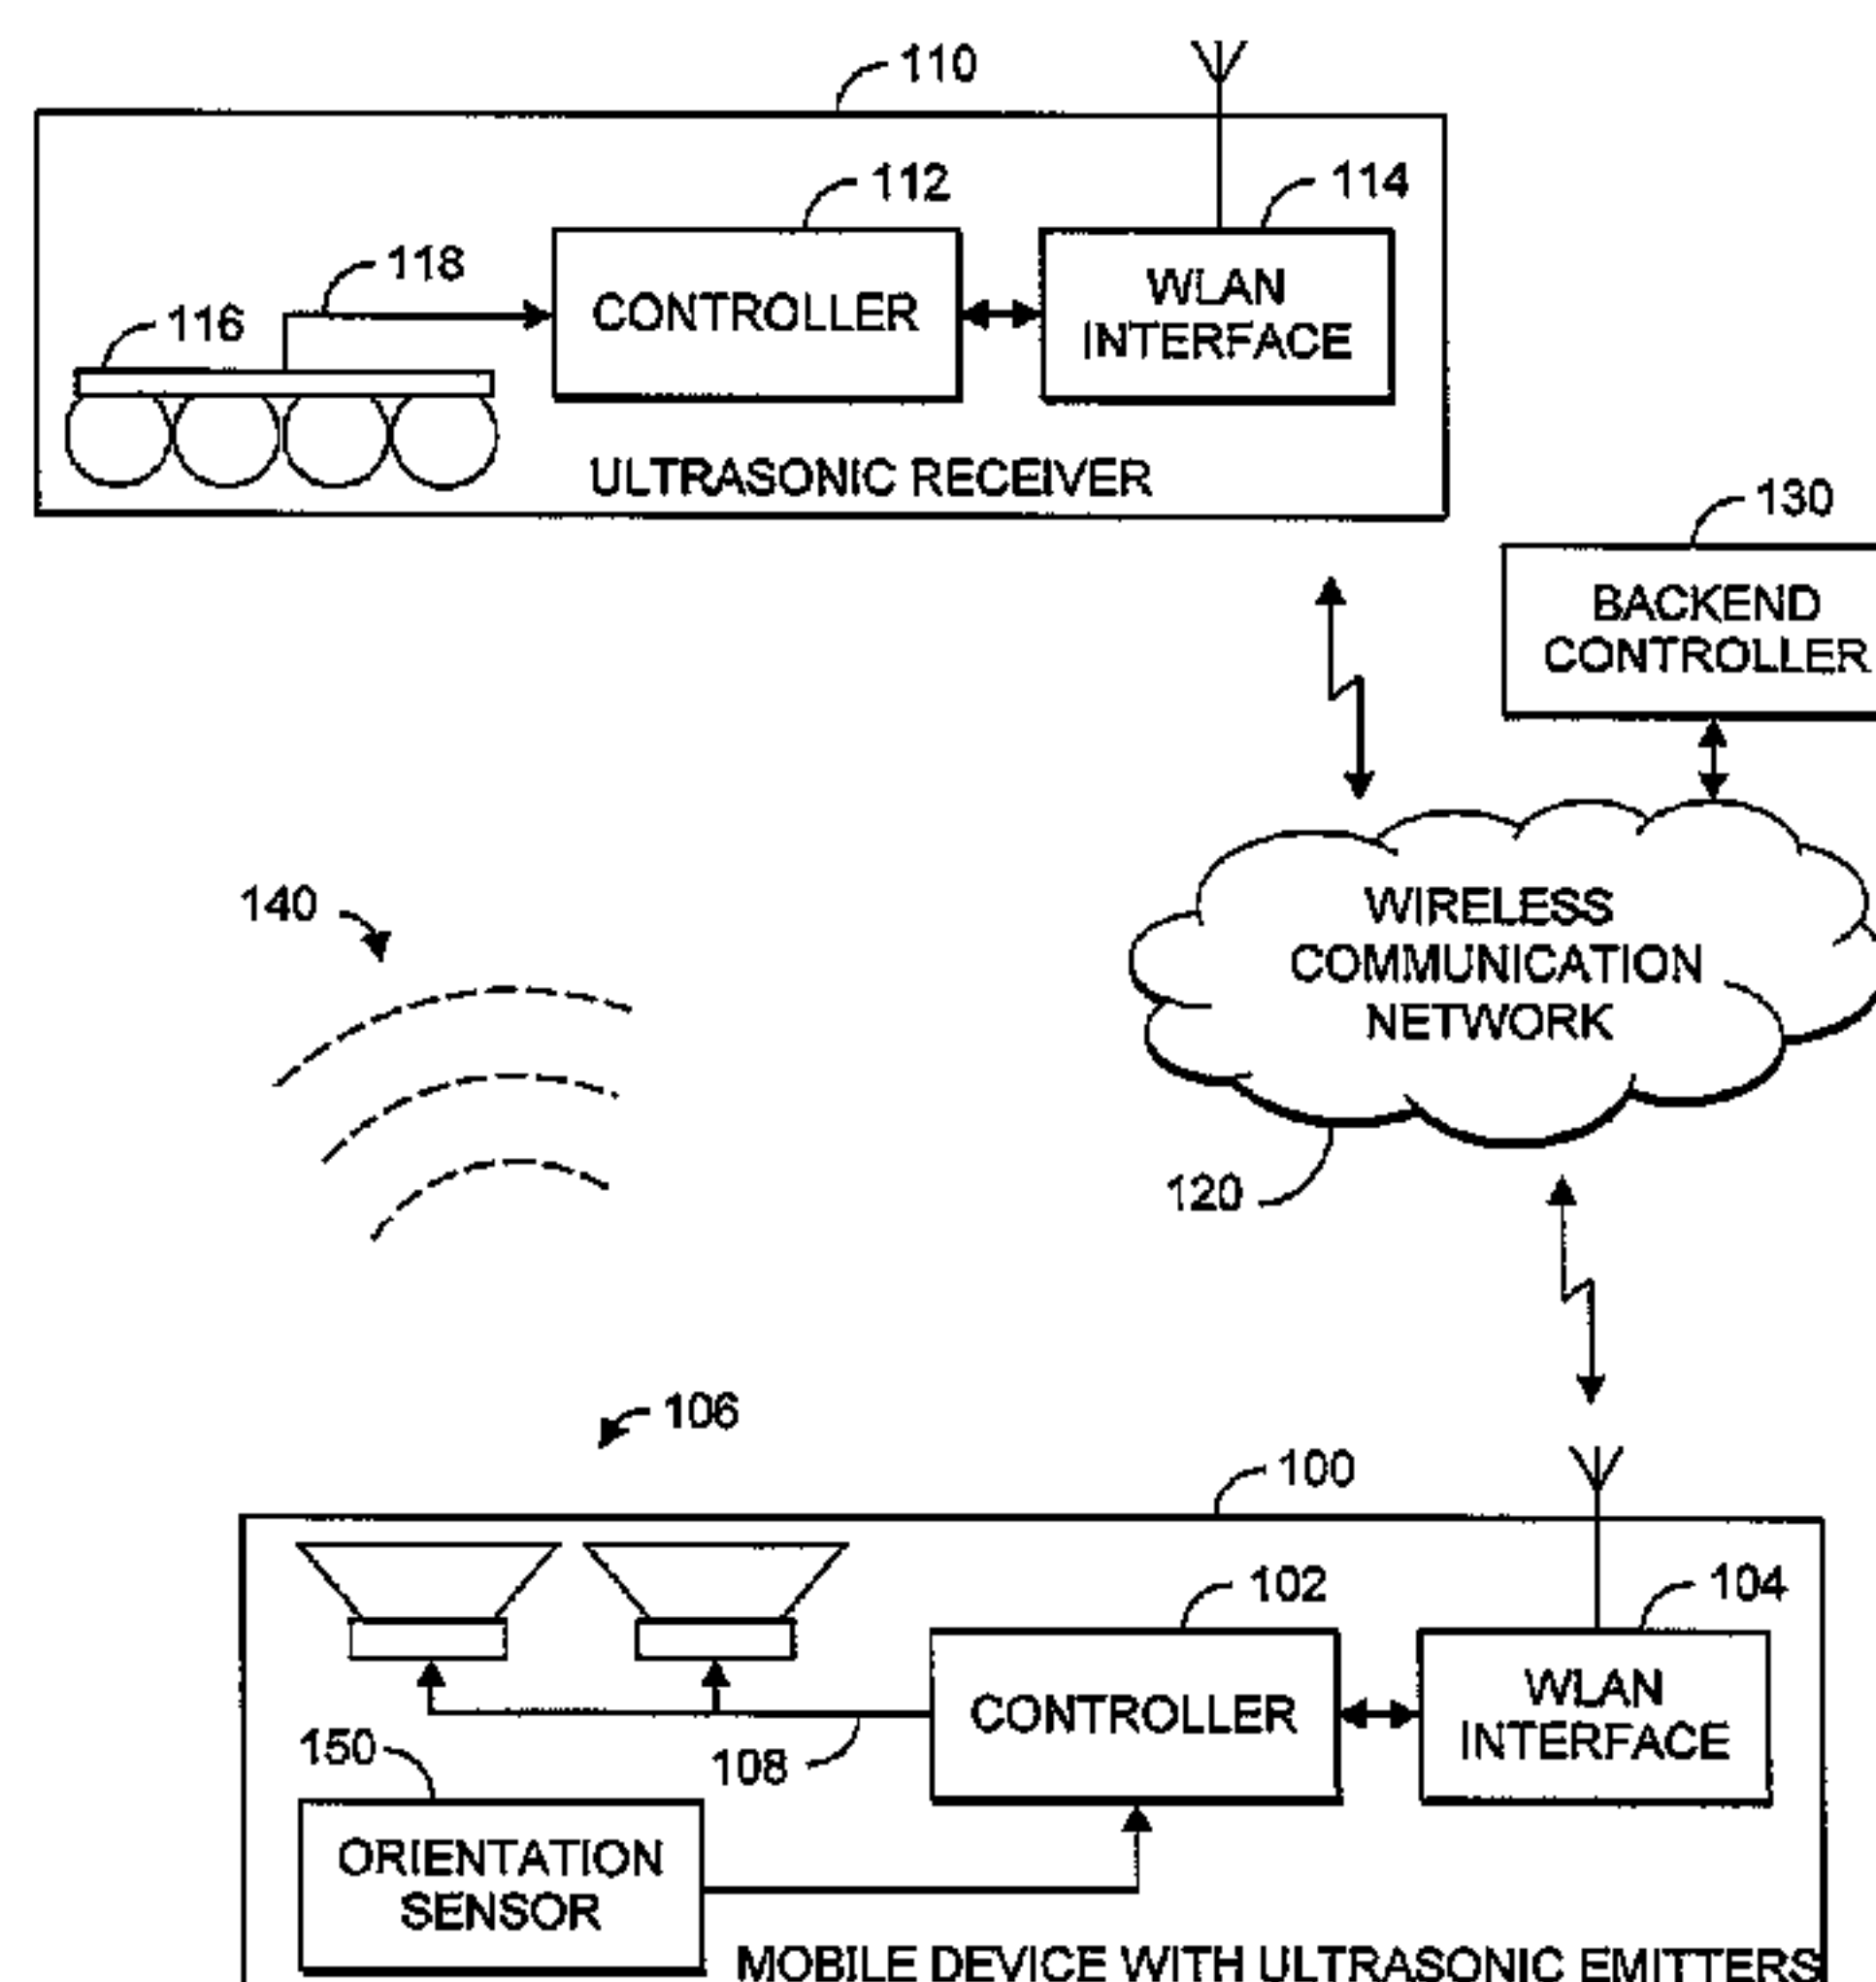 110
112
114
118
116
CONTROLLER
WLAN
INTERFACE
ULTRASONIC RECEIVER
130
BACKEND
CONTROLLER
140
WIRELESS
COMMUNICATION
NETWORK
120
106
100
102
104
CONTROLLER
WLAN
INTERFACE
150
108
ORIENTATION
SENSOR
MOBILE DEVICE WITH ULTRASONIC EMITTERS